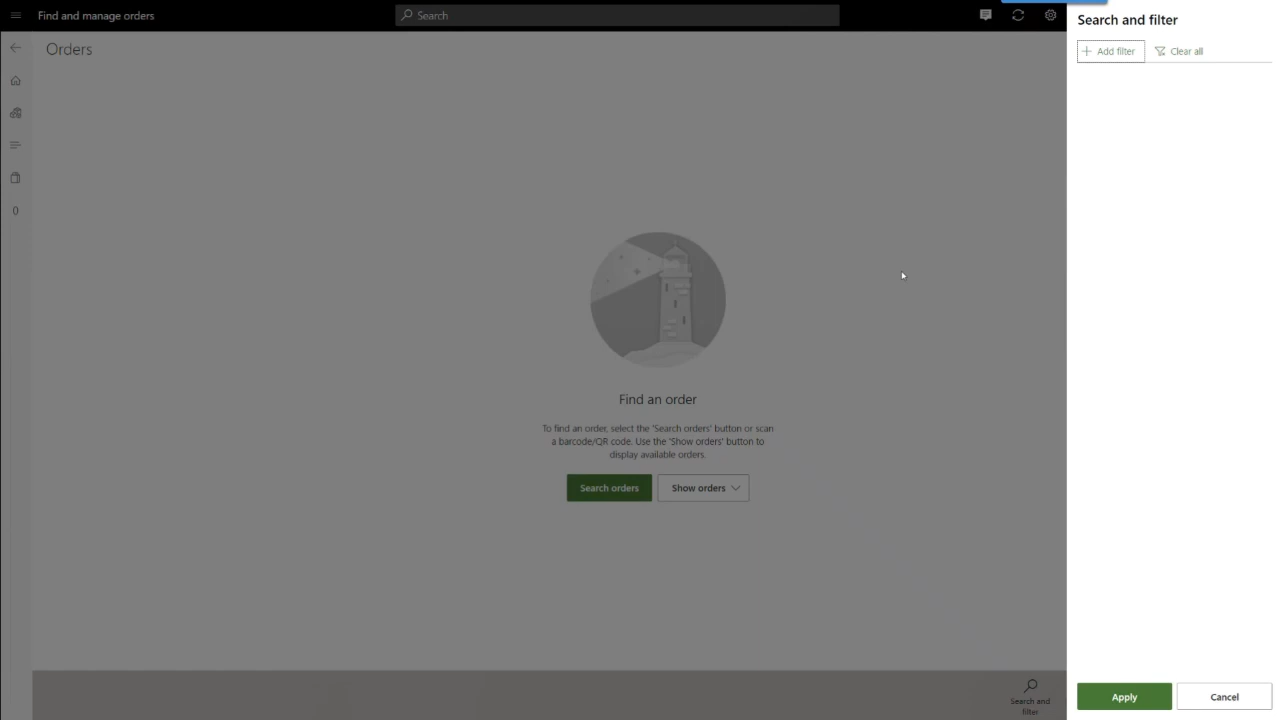 Find and manage orders
Search
Search and filter
Add filter
Clear all
Orders
0
Find an order
To find an order, select the 'Search orders' button or scan
a barcode/QR code. Use the 'Show orders' button to
display available orders.
Search orders
Show orders
Search and
filter
Apply
Cancel